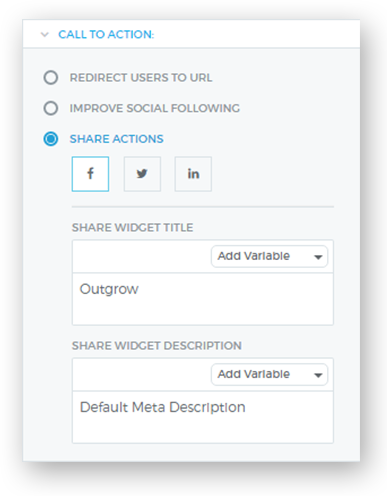 CALL TO ACTION:
REDIRECT USERS TO URL
IMPROVE SOCIAL FOLLOWING
SHARE ACTIONS
f in
SHARE WIDGET TITLE
Add Variable
Outgrow
SHARE WIDGET DESCRIPTION
Add Variable
Default Meta Description